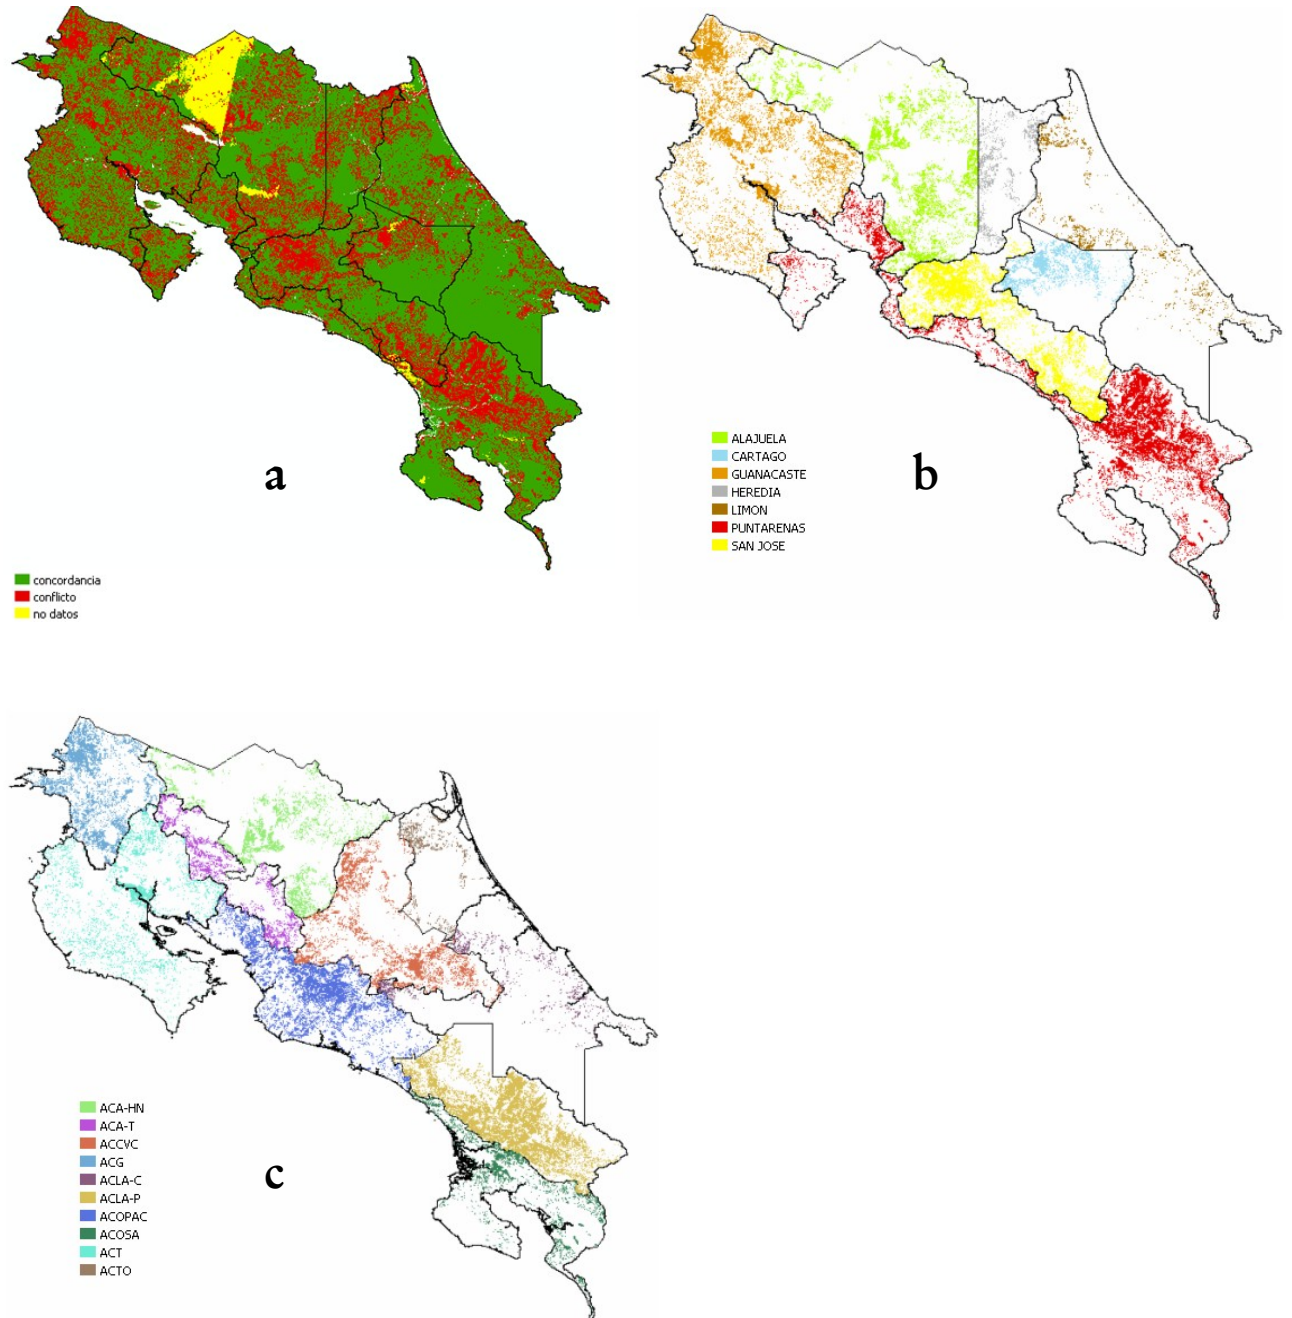 a
concordancia
conflicto
no datos
b
ALAJUELA
CARTAGO
GUANACASTE
HEREDIA
LIMON
PUNTARENAS
SAN JOSE
c
ACA-HN
ACA-T
ACCVC
ACG
ACLA-C
ACLA-P
ACOPAC
ACOSA
ACT
ACTO